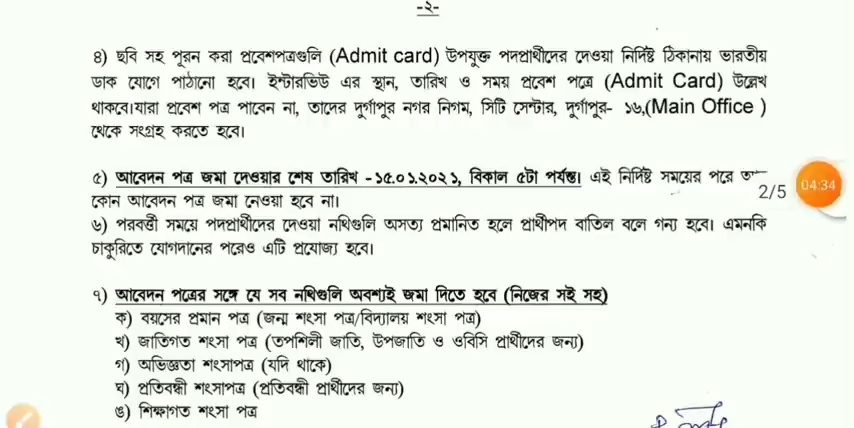 -২-
৪) ছবি সহ পূরন করা প্রবেশপত্রগুলি (Admit card) উপযুক্ত পদপ্রার্থীদের দেওয়া নির্দিষ্ট ঠিকানায় ভারতীয়
ডাক যোগে পাঠানো হবে। ইন্টারভিউ এর স্থান, তারিখ ও সময় প্রবেশ পত্রে (Admit Card) উল্লেখ
থাকবে।যারা প্রবেশ পত্র পাবেন না, তাদের দুর্গাপুর নগর নিগম, সিটি সেন্টার, দুর্গাপুর- ১৬,(Main Office )
থেকে সংগ্রহ করতে হবে।
৫) আবেদন পত্র জমা দেওয়ার শেষ তারিখ -১৫.০১.২০২১, বিকাল ৫টা পর্যন্ত। এই নির্দিষ্ট সময়ের পরে
কোন আবেদন পত্র জমা নেওয়া হবে না।
2/5
04:34
৬) পরবর্ত্তী সময়ে পদপ্রার্থীদের দেওয়া নথিগুলি অসত্য প্রমানিত হলে প্রার্থীপদ বাতিল বলে গন্য হবে। এমনকি
চাকুরিতে যোগদানের পরেও এটি প্রযোজ্য হবে।
৭) আবেদন পত্রের সঙ্গে যে সব নথিগুলি অবশ্যই জমা দিতে হবে (নিজের সই সহ)
ক) বয়সের প্রমান পত্র (জন্ম শংসা পত্র/বিদ্যালয় শংসা পত্র)
খ) জাতিগত শংসা পত্র (তপশিলী জাতি, উপজাতি ও ওবিসি প্রার্থীদের জন্য)
গ) অভিজ্ঞতা শংসাপত্র (যদি থাকে)
ঘ) প্রতিবন্ধী শংসাপত্র (প্রতিবন্ধী প্রার্থীদের জন্য)
ঙ) শিক্ষাগত শংসা পত্র